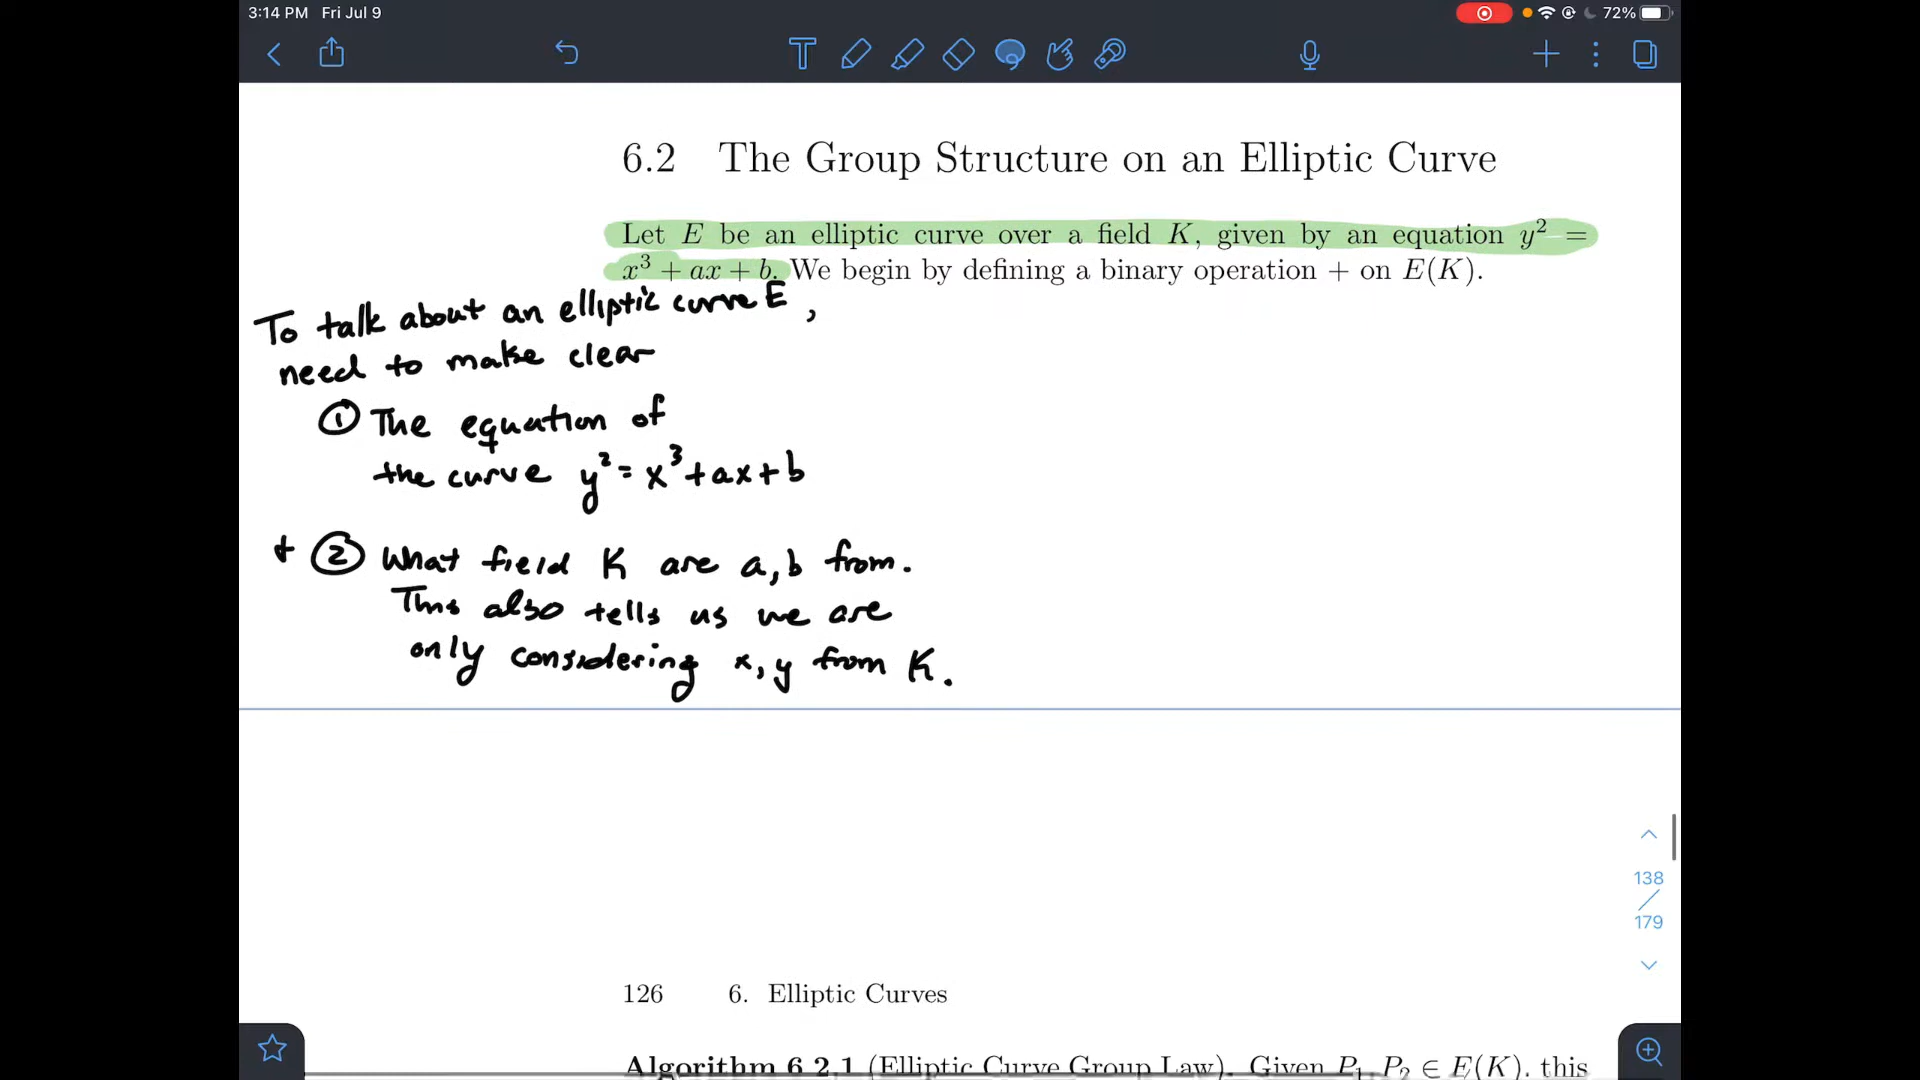 3:14 PM Fri Jul 9
72%
6.2 The Group Structure on an Elliptic Curve
Let E be an elliptic curve over a field K, given by an equation y² =
x³ + ax + b. We begin by defining a binary operation + on E(K).
To talk about an elliptic curve E,
need to make clear
① The equation of
the curve y² = x³ + ax + b
+ ② What field K are a, b from.
This also tells us we are
only considering x, y from K.
138
/
179
126 6. Elliptic Curves
Algorithm 6.2.1 (Elliptic Curve Group Law). Given P₁, P₂ ∈ E(K), this